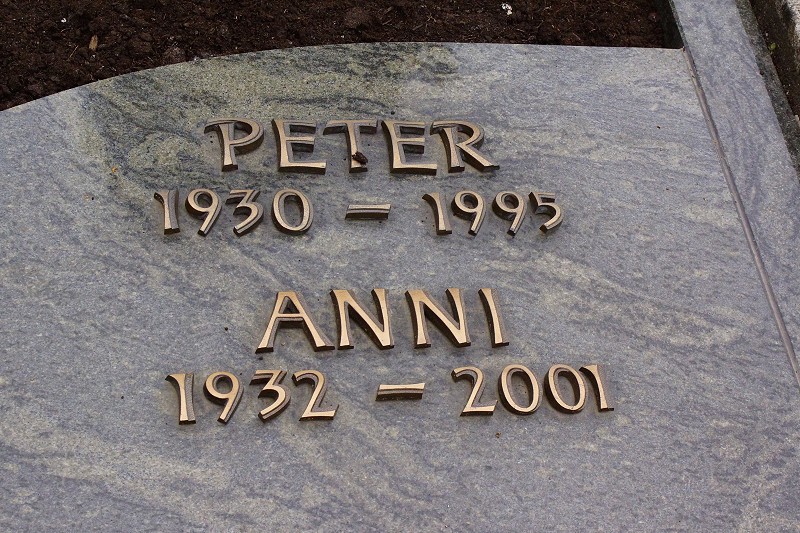 PETER
1930 – 1995
ANNI
1932 – 2001